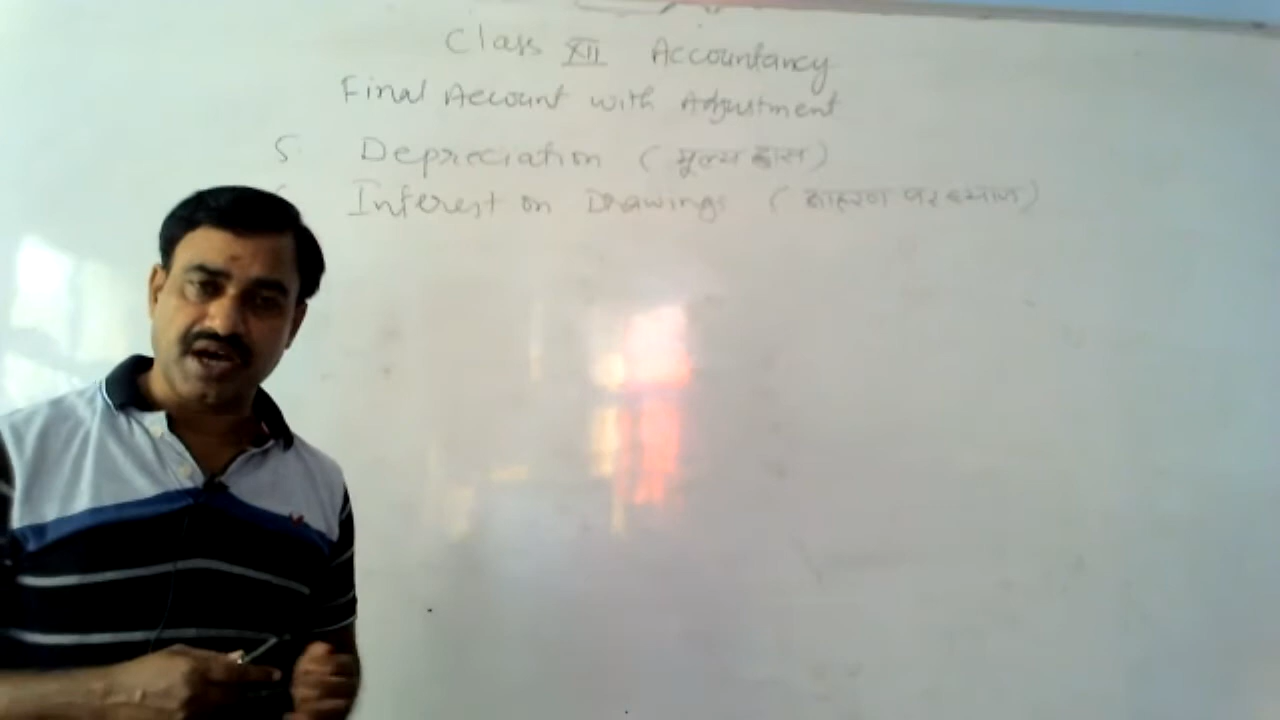 Class XII Accountancy
Final Account with Adjustment
5 Depreciation (मूल्य ह्रास)
Interest on Drawings (आहरण पर ब्याज)